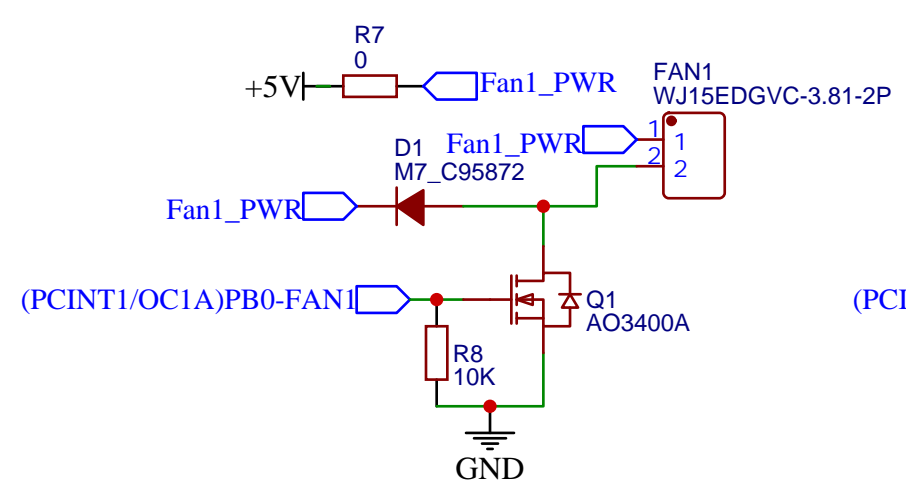 R7
0
+5V
Fan1_PWR
FAN1
WJ15EDGVC-3.81-2P
Fan1_PWR
1
1
2
2
D1
M7_C95872
Fan1_PWR
(PCINT1/OC1A)PB0-FAN1
Q1
AO3400A
(PCI
R8
10K
GND